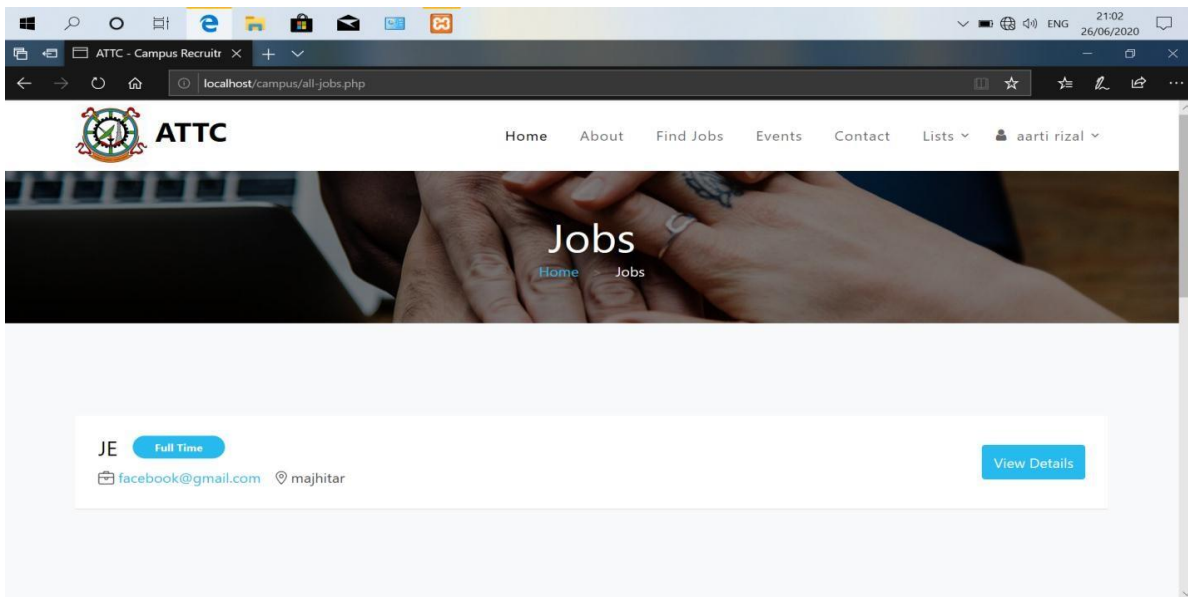 21:02
ENG
26/06/2020
ATTC - Campus Recruitr
localhost/campus/all-jobs.php
ATTC
Home About Find Jobs Events Contact Lists aarti rizal
Jobs
Home Jobs
JE Full Time
facebook@gmail.com majhitar
View Details